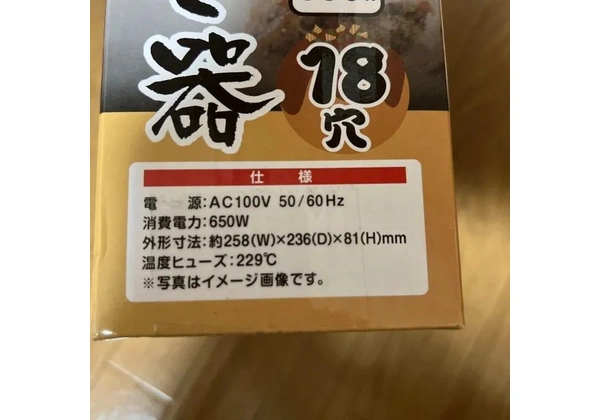 器
18
穴
仕 様
電 源:AC100V 50/60Hz
消費電力:650W
外形寸法:約258(W)×236(D)×81(H)mm
温度ヒューズ:229℃
※写真はイメージ画像です。